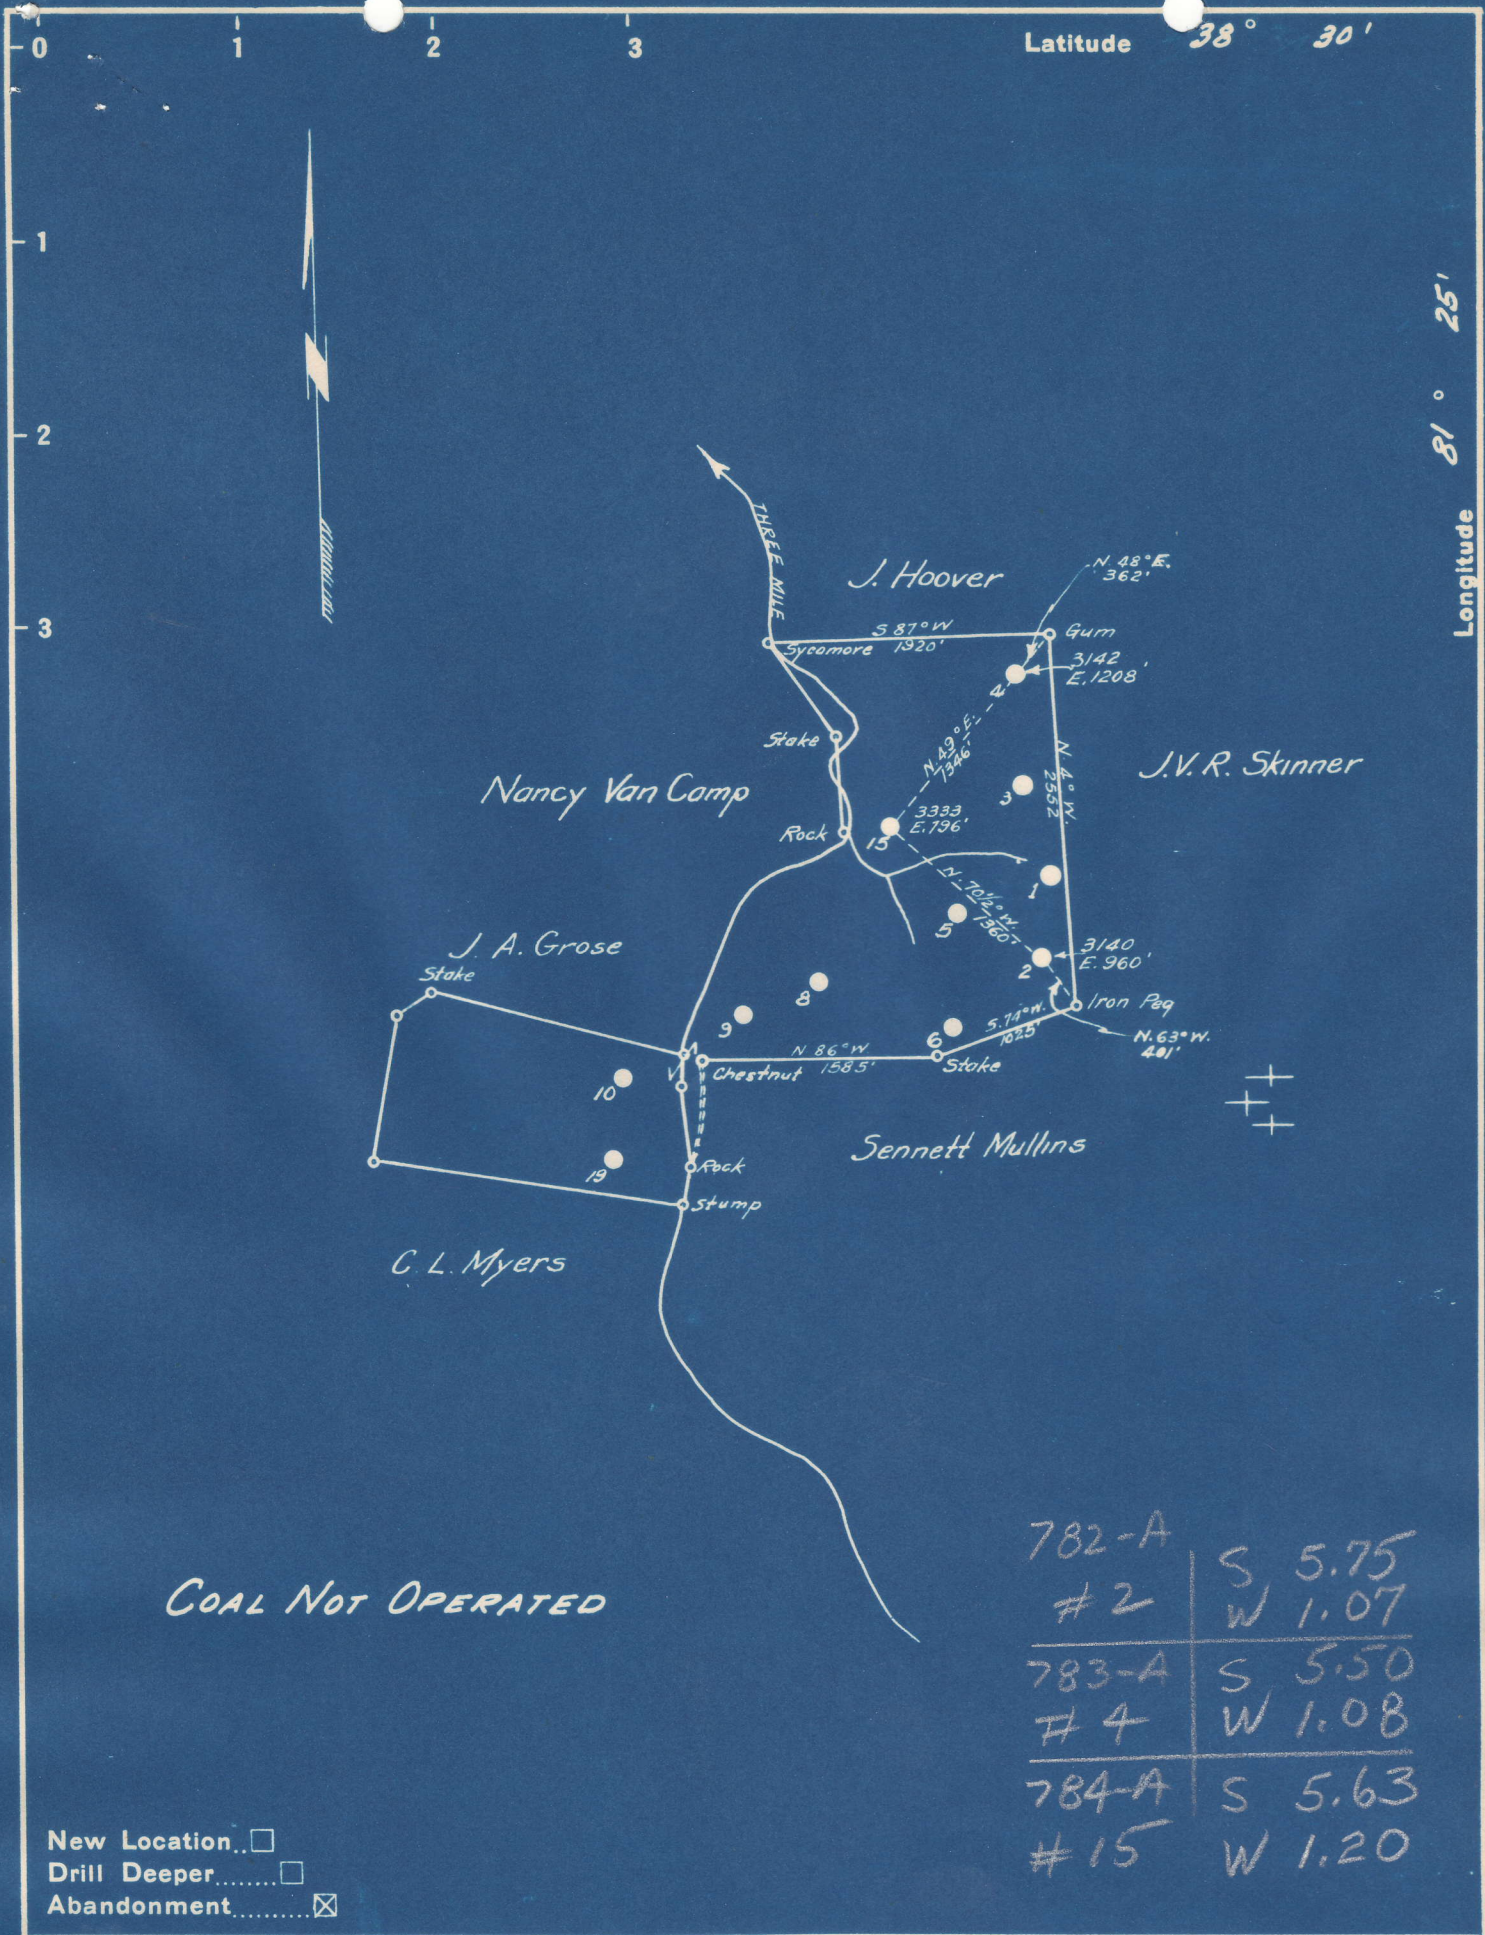 0 1 2 3 Latitude 38° 30'
1
2
3
Longitude 81° 25'
THREE MILE
J. Hoover
N. 48° E.
362'
S 87° W
1920'
Gum
Sycamore
3142
E. 1208'
4
Stake
N. 49° E.
1346'
N. 4° W.
2552
J.V.R. Skinner
Nancy Van Camp
3
3333
E. 796'
Rock
15
1
N. 70 1/2° W.
1360'
5
J. A. Grose
Stake
3140
E. 960'
2
8
Iron Peg
9
6
S. 74° W.
1025'
N. 63° W.
401'
N 86° W
1585'
Chestnut
Stake
10
Sennett Mullins
19
Rock
Stump
C. L. Myers
COAL NOT OPERATED
782-A
#2
S 5.75
W 1.07
783-A
#4
S 5.50
W 1.08
784-A
#15
S 5.63
W 1.20
New Location..
Drill Deeper........
Abandonment..........